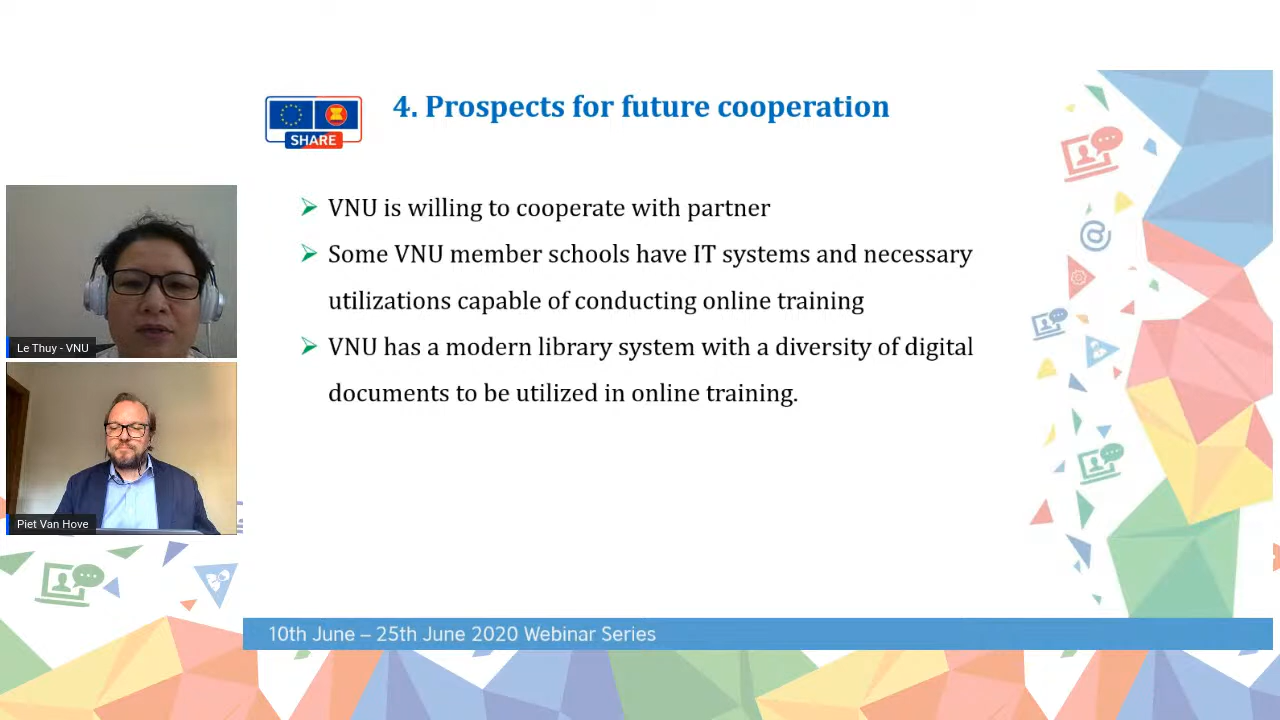 4. Prospects for future cooperation
SHARE
VNU is willing to cooperate with partner
Some VNU member schools have IT systems and necessary
utilizations capable of conducting online training
VNU has a modern library system with a diversity of digital
documents to be utilized in online training.
Le Thuy - VNU
Piet Van Hove
10th June – 25th June 2020 Webinar Series